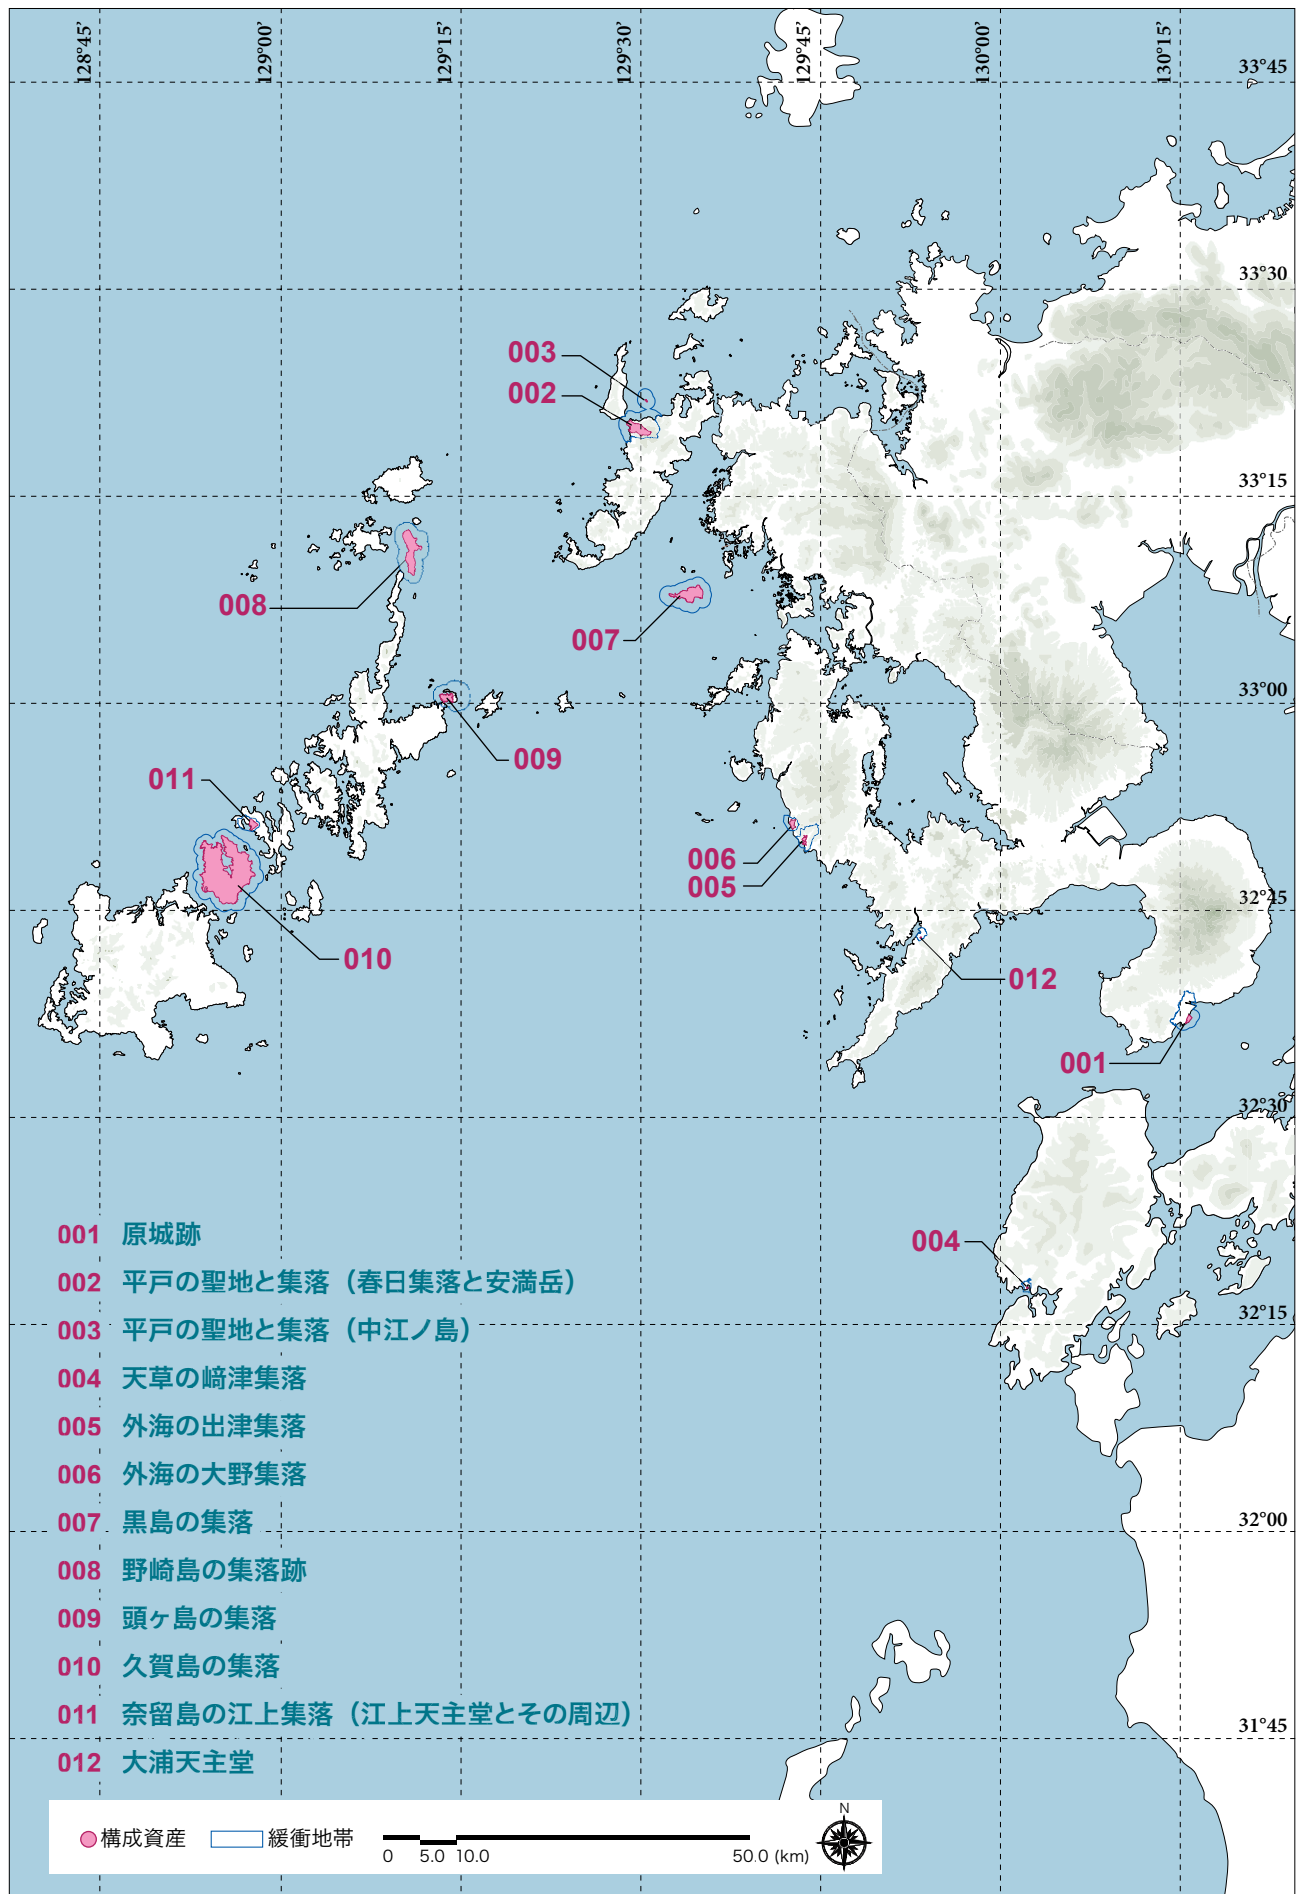 128°45′
129°00′
129°15′
129°30′
129°45′
130°00′
130°15′
33°45
33°30
003
002
33°15
008
007
33°00
009
011
006
005
32°45
010
012
001
32°30
004
32°15
32°00
31°45
001 原城跡
002 平戸の聖地と集落（春日集落と安満岳）
003 平戸の聖地と集落（中江ノ島）
004 天草の﨑津集落
005 外海の出津集落
006 外海の大野集落
007 黒島の集落
008 野崎島の集落跡
009 頭ヶ島の集落
010 久賀島の集落
011 奈留島の江上集落（江上天主堂とその周辺）
012 大浦天主堂
構成資産 緩衝地帯
0 5.0 10.0 50.0 (km)
N